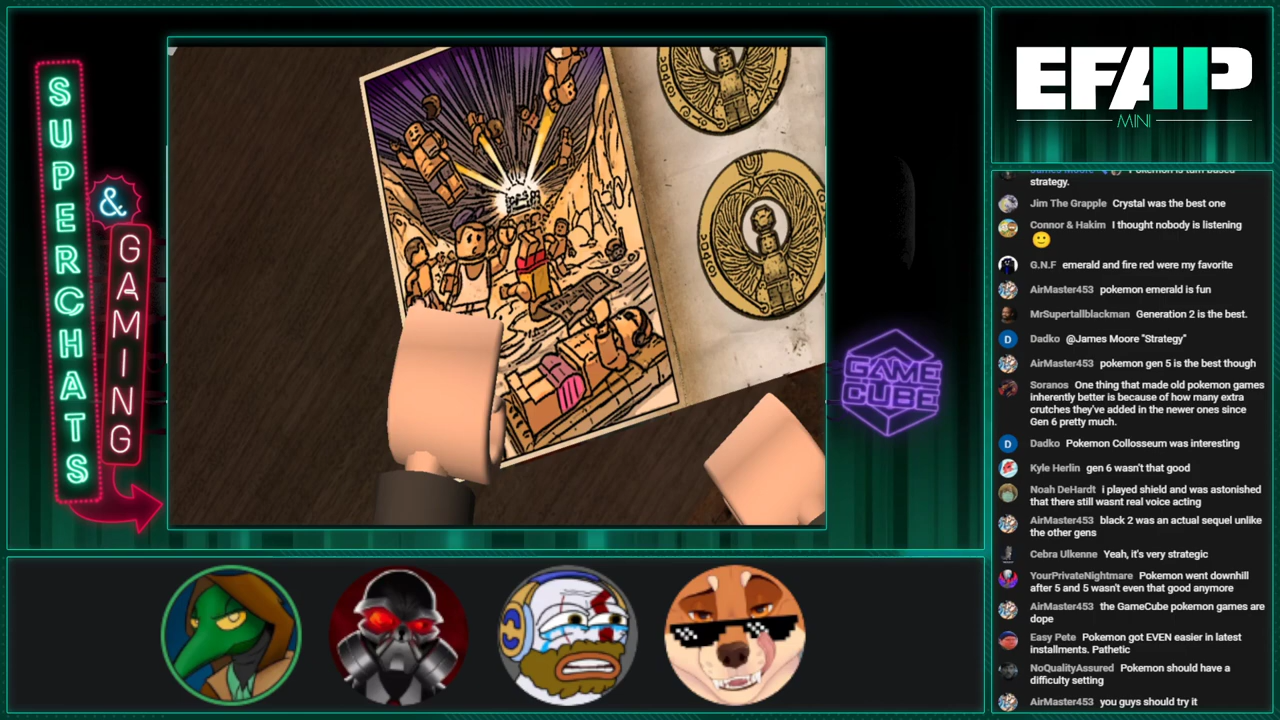 SUPERCHATS
&
GAMING
GAME
CUBE
EFAP
MINI
strategy.
Jim The Grapple Crystal was the best one
Connor & Hakim I thought nobody is listening
G.N.F emerald and fire red were my favorite
AirMaster453 pokemon emerald is fun
MrSupertallblackman Generation 2 is the best.
D Dadko @James Moore "Strategy"
AirMaster453 pokemon gen 5 is the best though
Soranos One thing that made old pokemon games
inherently better is because of how many extra
crutches they've added in the newer ones since
Gen 6 pretty much.
D Dadko Pokemon Collosseum was interesting
Kyle Herlin gen 6 wasn't that good
Noah DeHardt i played shield and was astonished
that there still wasnt real voice acting
AirMaster453 black 2 was an actual sequel unlike
the other gens
Cebra Ulkenne Yeah, it's very strategic
YourPrivateNightmare Pokemon went downhill
after 5 and 5 wasn't even that good anymore
AirMaster453 the GameCube pokemon games are
dope
Easy Pete Pokemon got EVEN easier in latest
installments. Pathetic
NoQualityAssured Pokemon should have a
difficulty setting
AirMaster453 you guys should try it